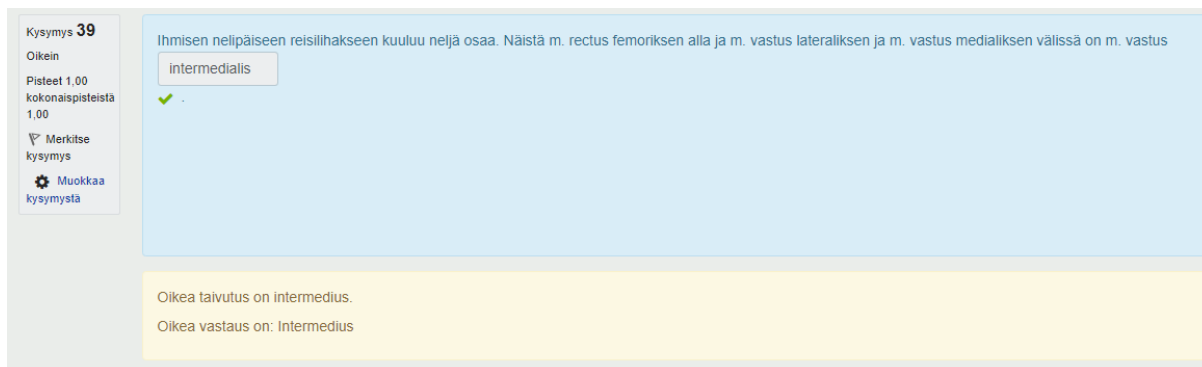 Kysymys 39
Oikein
Pisteet 1,00
kokonaispisteistä
1,00
Merkitse
kysymys
Muokkaa
kysymystä
Ihmisen nelipäiseen reisilihakseen kuuluu neljä osaa. Näistä m. rectus femoriksen alla ja m. vastus lateraliksen ja m. vastus medialiksen välissä on m. vastus
intermedialis
.
Oikea taivutus on intermedius.
Oikea vastaus on: Intermedius